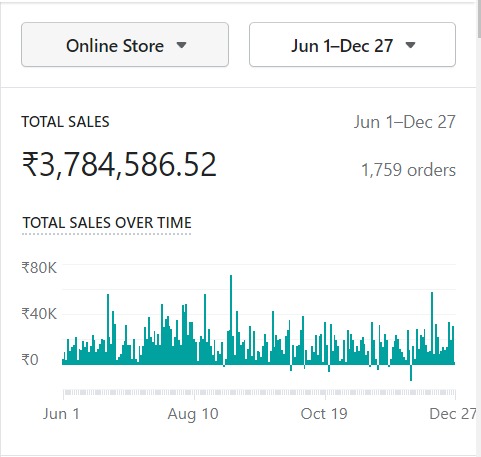 Online Store Jun 1–Dec 27
TOTAL SALES Jun 1–Dec 27
₹3,784,586.52 1,759 orders
TOTAL SALES OVER TIME
₹80K
₹40K
₹0
Jun 1 Aug 10 Oct 19 Dec 27